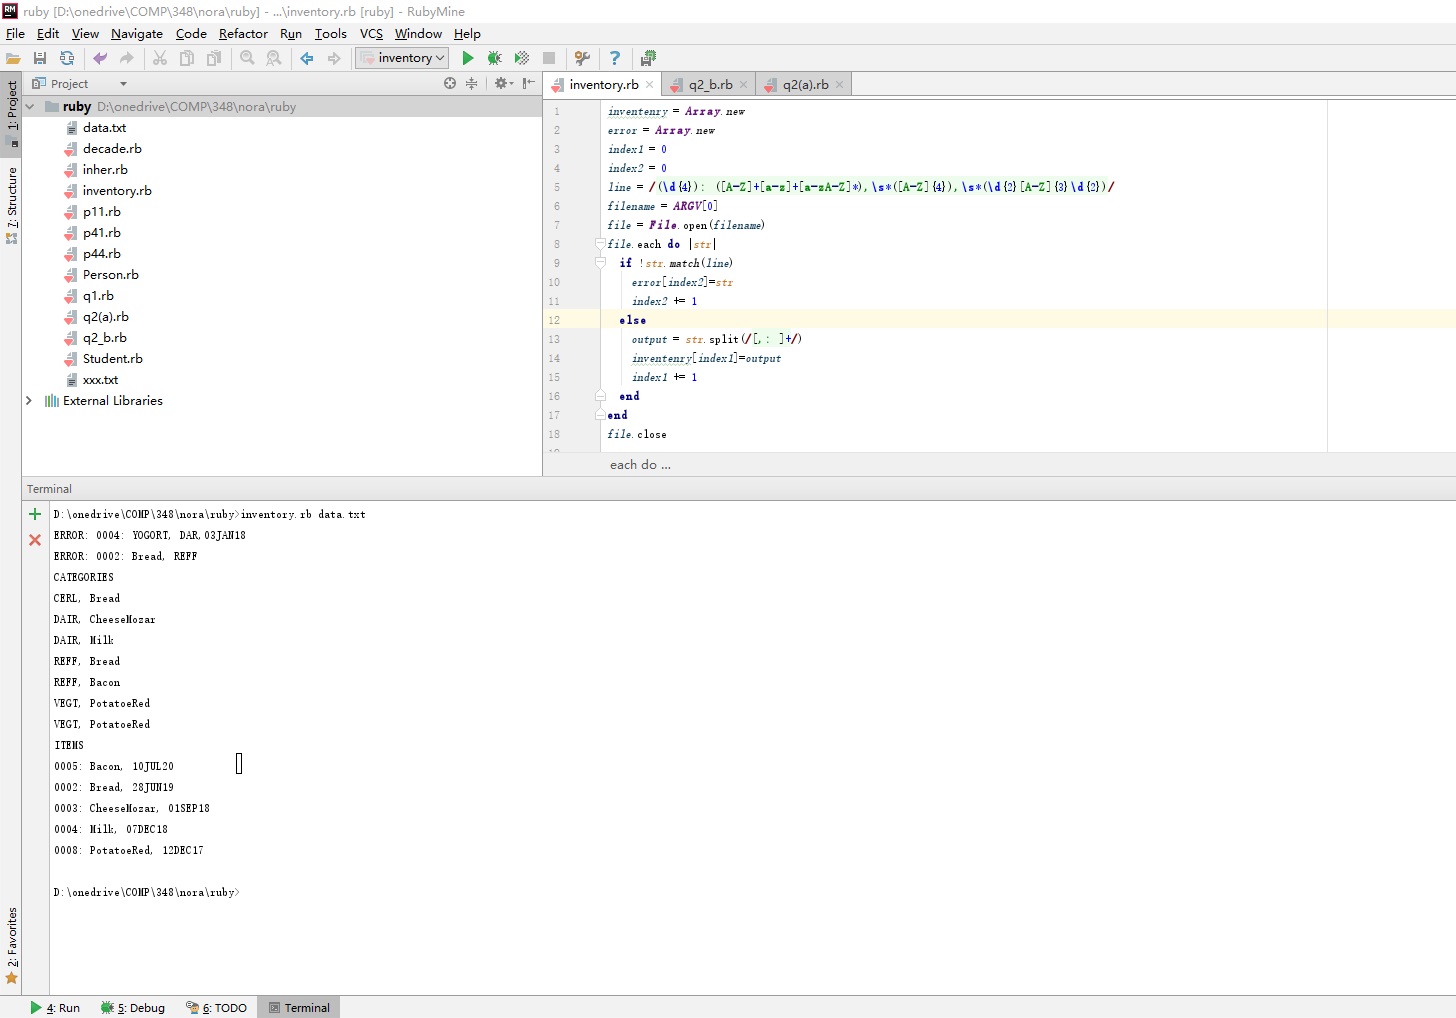 RM ruby [D:\onedrive\COMP\348\nora\ruby] - ...\inventory.rb [ruby] - RubyMine
File Edit View Navigate Code Refactor Run Tools VCS Window Help
inventory
1: Project
7: Structure
2: Favorites
Project
ruby D:\onedrive\COMP\348\nora\ruby
data.txt
decade.rb
inher.rb
inventory.rb
p11.rb
p41.rb
p44.rb
Person.rb
q1.rb
q2(a).rb
q2_b.rb
Student.rb
xxx.txt
External Libraries
inventory.rb q2_b.rb q2(a).rb
1 inventenry = Array.new
2 error = Array.new
3 index1 = 0
4 index2 = 0
5 line = /(\d{4}): ([A-Z]+[a-z]+[a-zA-Z]*),\s*([A-Z]{4}),\s*(\d{2}[A-Z]{3}\d{2})/
6 filename = ARGV[0]
7 file = File.open(filename)
8 file.each do |str|
9 if !str.match(line)
10 error[index2]=str
11 index2 += 1
12 else
13 output = str.split(/[,: ]+/)
14 inventenry[index1]=output
15 index1 += 1
16 end
17 end
18 file.close
each do ...
Terminal
D:\onedrive\COMP\348\nora\ruby>inventory.rb data.txt
ERROR: 0004: YOGORT, DAR,03JAN18
ERROR: 0002: Bread, REFF
CATEGORIES
CERL, Bread
DAIR, CheeseMozar
DAIR, Milk
REFF, Bread
REFF, Bacon
VEGT, PotatoeRed
VEGT, PotatoeRed
ITEMS
0005: Bacon, 10JUL20
0002: Bread, 28JUN19
0003: CheeseMozar, 01SEP18
0004: Milk, 07DEC18
0008: PotatoeRed, 12DEC17
D:\onedrive\COMP\348\nora\ruby>
4: Run 5: Debug 6: TODO Terminal